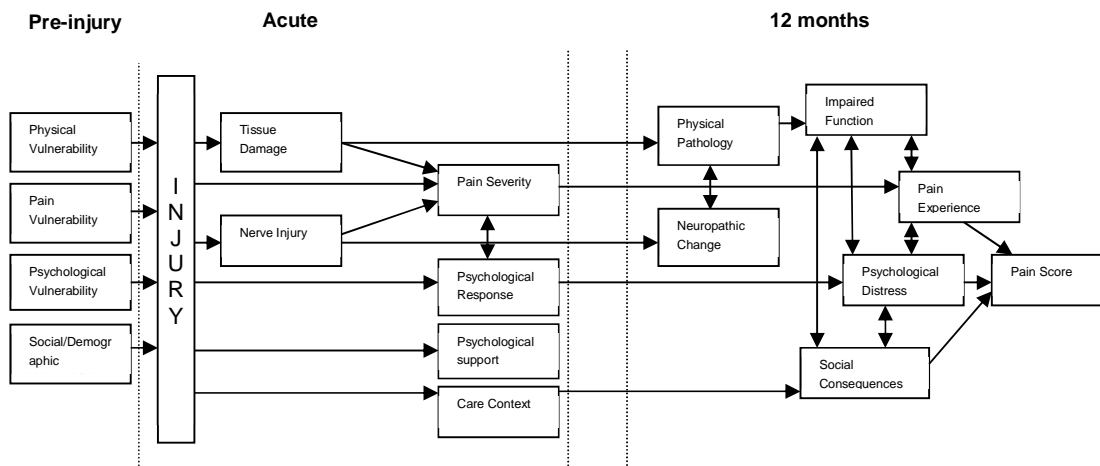 Pre-injury
Acute
12 months
Physical
Vulnerability
Pain
Vulnerability
Psychological
Vulnerability
Social/Demogr
aphic
I
N
J
U
R
Y
Tissue
Damage
Nerve Injury
Pain Severity
Psychological
Response
Psychological
support
Care Context
Physical
Pathology
Neuropathic
Change
Impaired
Function
Pain
Experience
Psychological
Distress
Social
Consequences
Pain Score